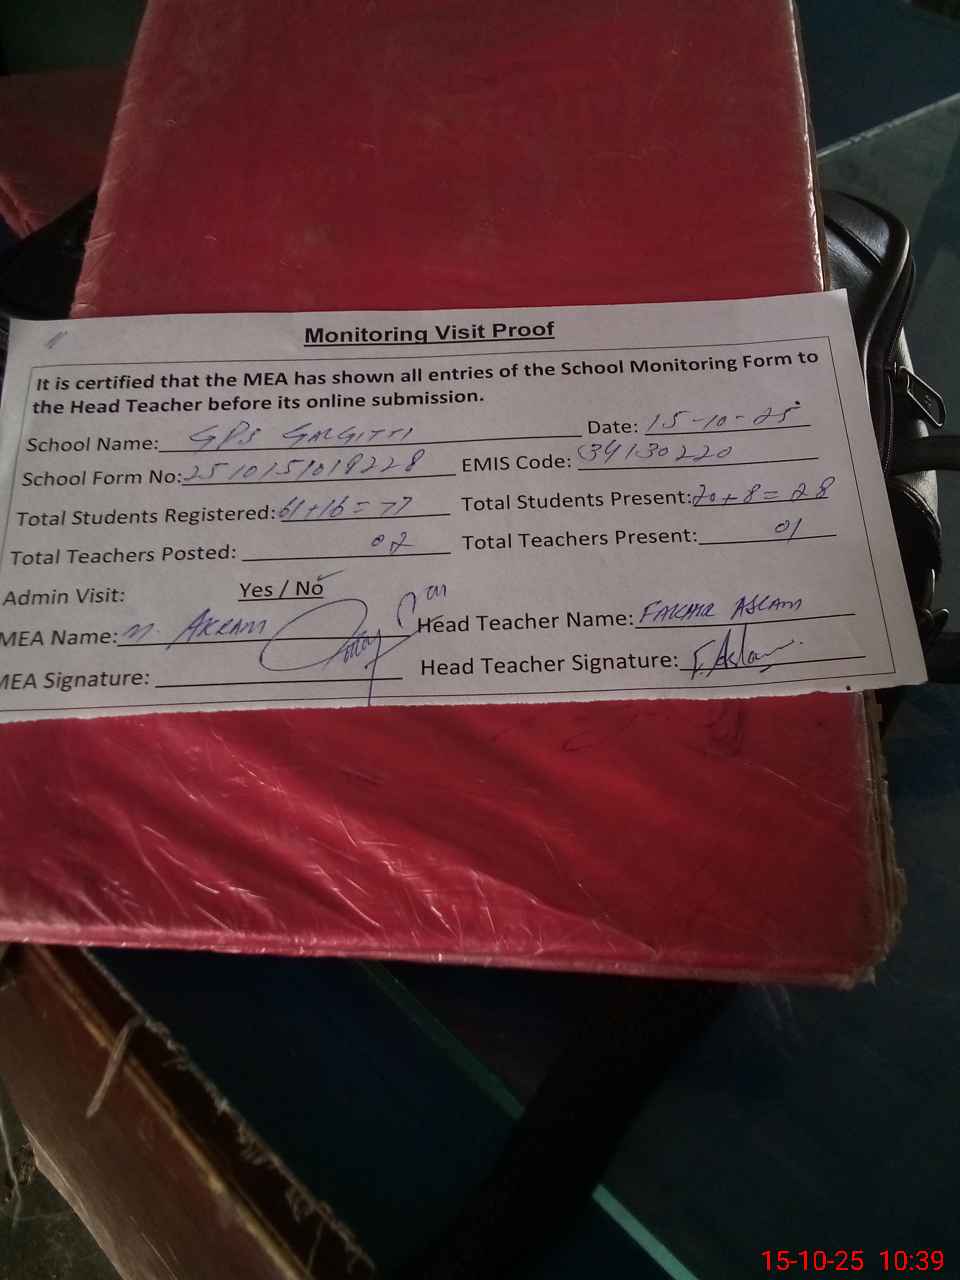 Monitoring Visit Proof
It is certified that the MEA has shown all entries of the School Monitoring Form to
the Head Teacher before its online submission.
School Name: GPS GALGITTI Date: 15-10-25
School Form No: 251015101 228 EMIS Code: 34130220
Total Students Registered: 61+16=77 Total Students Present: 20+8=28
Total Teachers Posted: 02 Total Teachers Present: 01
Admin Visit: Yes / No
MEA Name: M. AKRAM Head Teacher Name: ASLAM
MEA Signature: Head Teacher Signature: F. Aslam
15-10-25 10:39